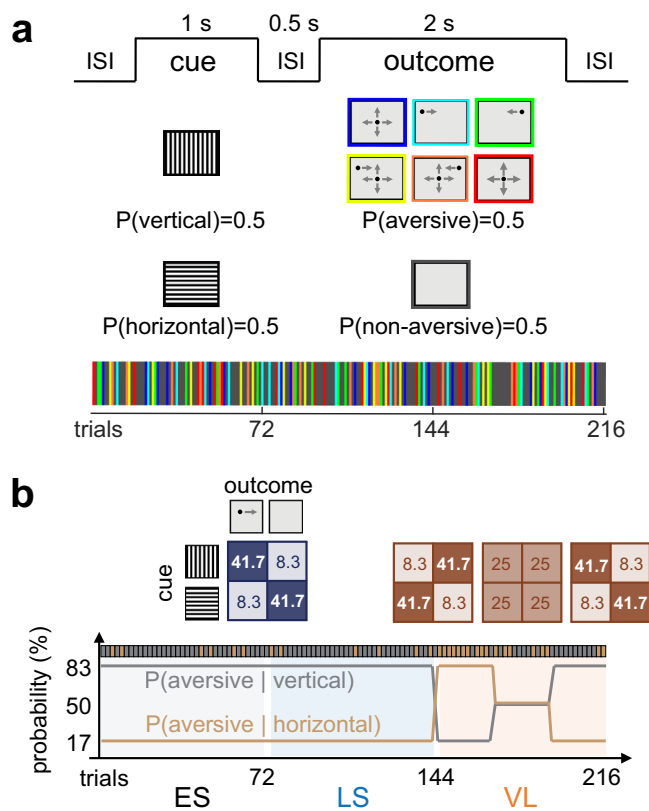 a
1 s 0.5 s 2 s
ISI cue ISI outcome ISI
P(vertical)=0.5 P(aversive)=0.5
P(horizontal)=0.5 P(non-aversive)=0.5
trials 72 144 216
b
outcome
cue
41.7 8.3 8.3 41.7 25 25 41.7 8.3
8.3 41.7 41.7 8.3 25 25 8.3 41.7
probability (%)
83
50
17
P(aversive | vertical)
P(aversive | horizontal)
trials 72 144 216
ES LS VL